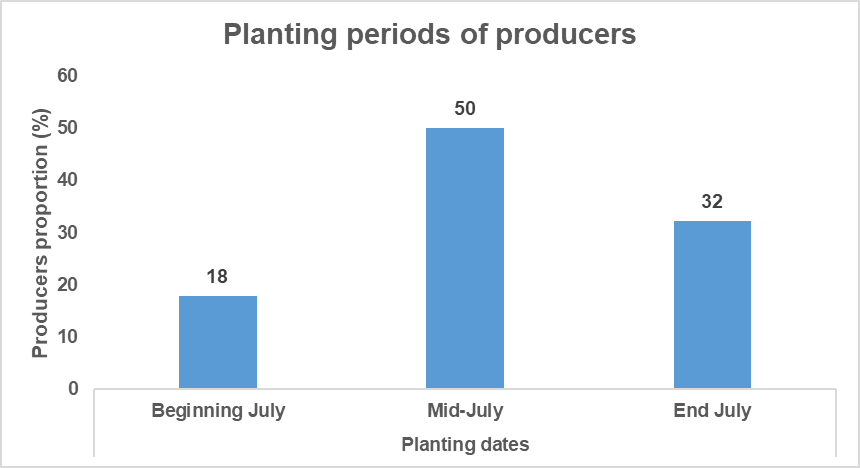 Planting periods of producers
Producers proportion (%)
60
50
40
30
20
10
0
18
50
32
Beginning July
Mid-July
End July
Planting dates